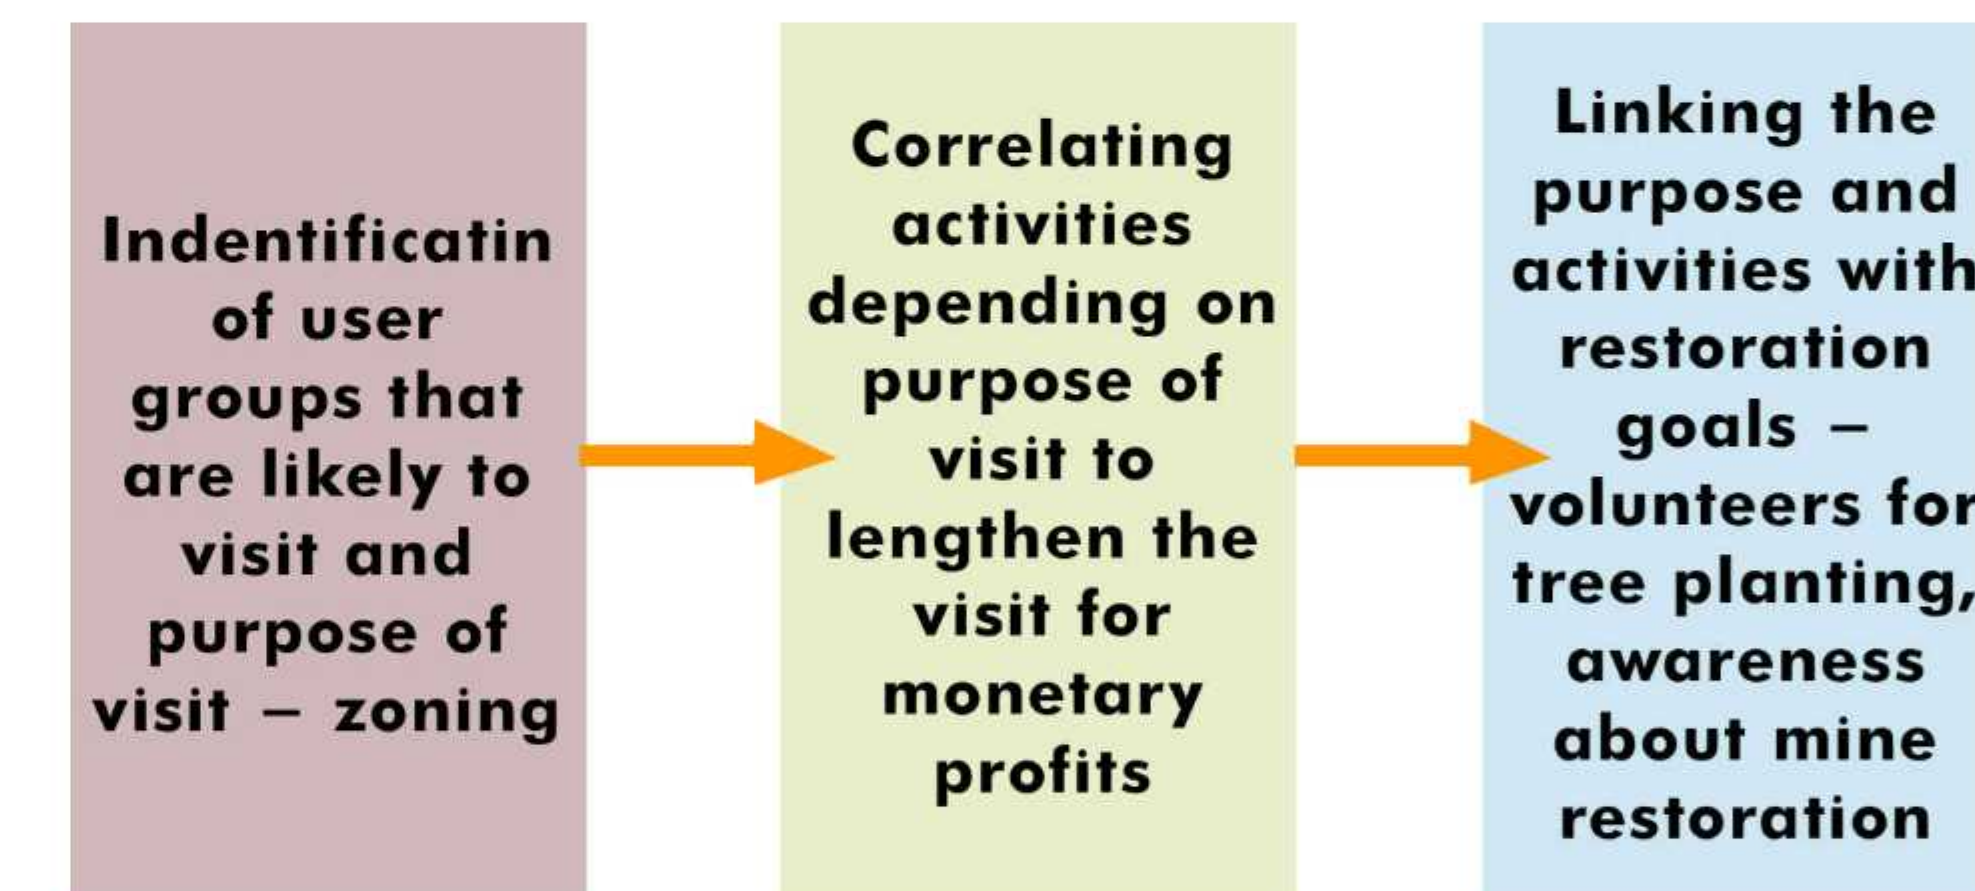 Indentificatin
of user
groups that
are likely to
visit and
purpose of
visit – zoning
Correlating
activities
depending on
purpose of
visit to
lengthen the
visit for
monetary
profits
Linking the
purpose and
activities with
restoration
goals –
volunteers for
tree planting,
awareness
about mine
restoration